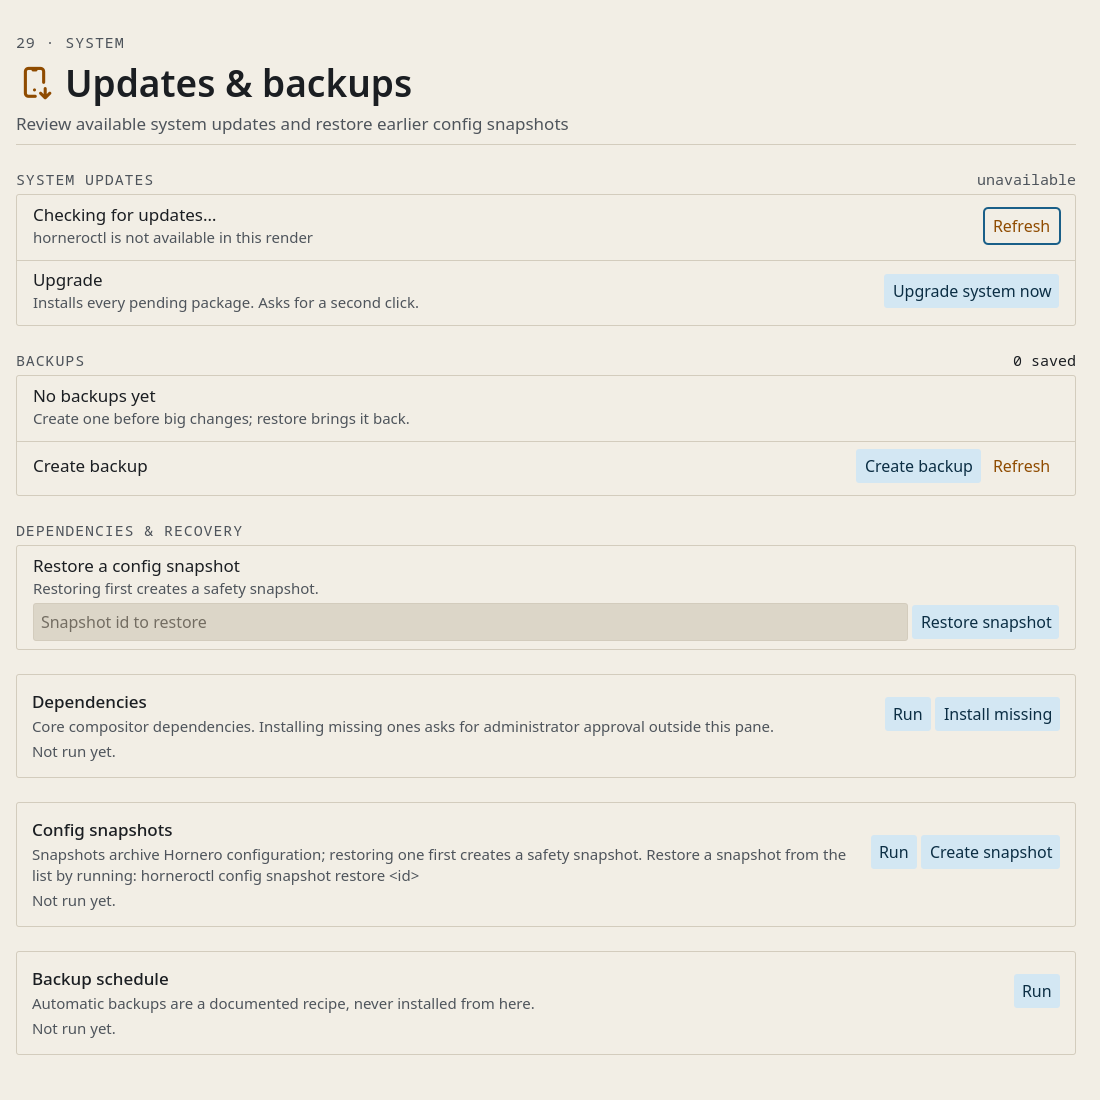 29 · SYSTEM
Updates & backups
Review available system updates and restore earlier config snapshots
SYSTEM UPDATES
unavailable
Checking for updates…
horneroctl is not available in this render
Refresh
Upgrade
Installs every pending package. Asks for a second click.
Upgrade system now
BACKUPS
0 saved
No backups yet
Create one before big changes; restore brings it back.
Create backup
Create backup
Refresh
DEPENDENCIES & RECOVERY
Restore a config snapshot
Restoring first creates a safety snapshot.
Snapshot id to restore
Restore snapshot
Dependencies
Core compositor dependencies. Installing missing ones asks for administrator approval outside this pane.
Not run yet.
Run
Install missing
Config snapshots
Snapshots archive Hornero configuration; restoring one first creates a safety snapshot. Restore a snapshot from the
list by running: horneroctl config snapshot restore <id>
Not run yet.
Run
Create snapshot
Backup schedule
Automatic backups are a documented recipe, never installed from here.
Not run yet.
Run